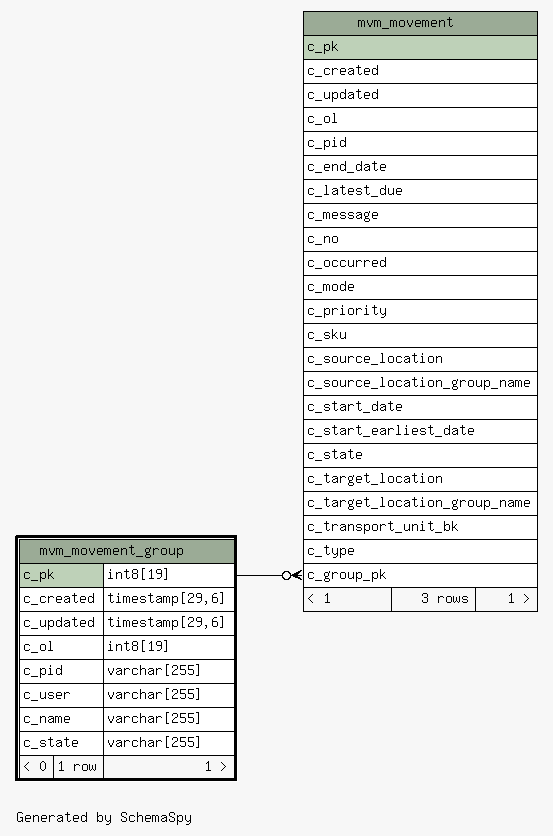 mvm_movement
c_pk
c_created
c_updated
c_ol
c_pid
c_end_date
c_latest_due
c_message
c_no
c_occurred
c_mode
c_priority
c_sku
c_source_location
c_source_location_group_name
c_start_date
c_start_earliest_date
c_state
c_target_location
c_target_location_group_name
c_transport_unit_bk
c_type
c_group_pk
< 1 3 rows 1 >
mvm_movement_group
c_pk int8[19]
c_created timestamp[29,6]
c_updated timestamp[29,6]
c_ol int8[19]
c_pid varchar[255]
c_user varchar[255]
c_name varchar[255]
c_state varchar[255]
< 0 1 row 1 >
Generated by SchemaSpy